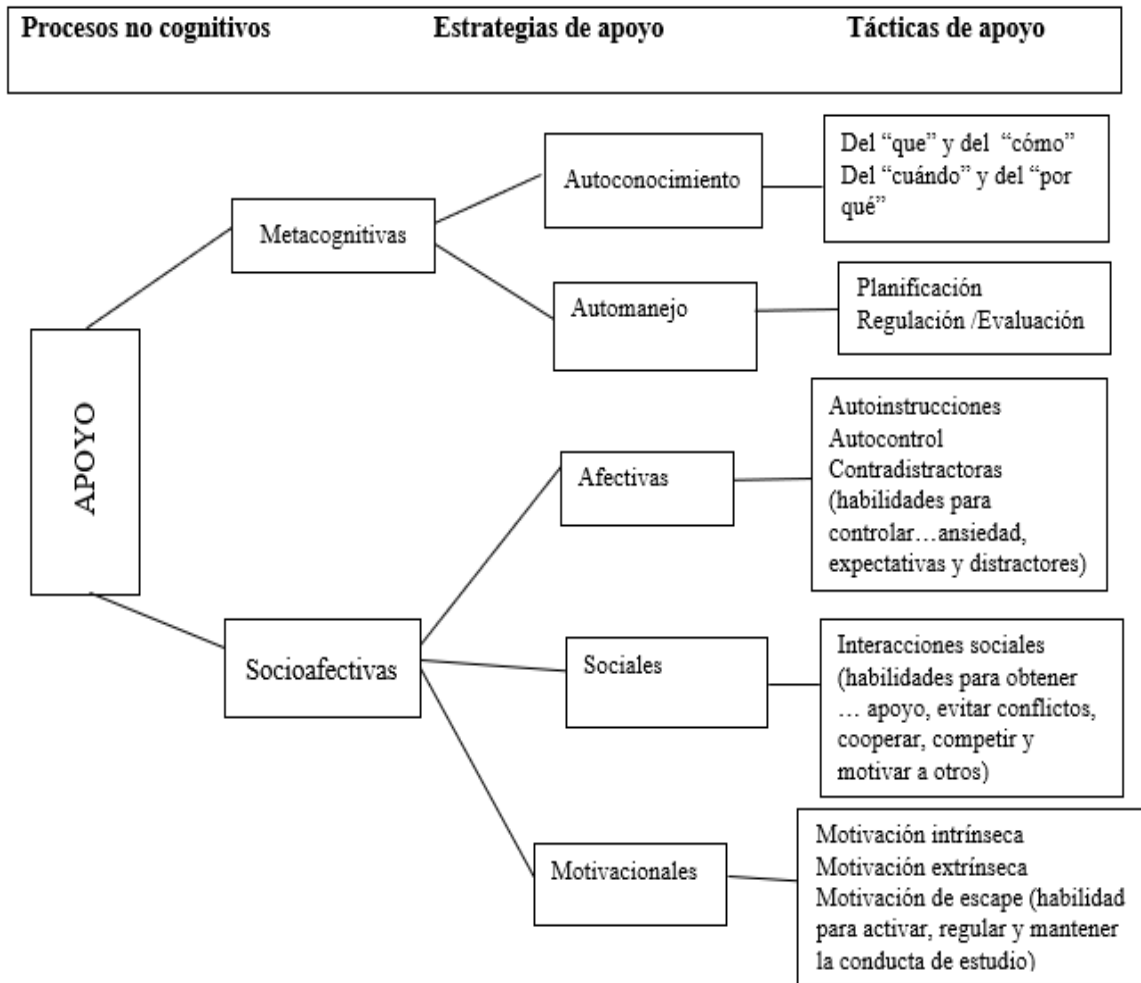 Procesos no cognitivos Estrategias de apoyo Tácticas de apoyo
APOYO
Metacognitivas
Autoconocimiento
Del “que” y del “cómo”
Del “cuándo” y del “por
qué”
Automanejo
Planificación
Regulación /Evaluación
Socioafectivas
Afectivas
Autoinstrucciones
Autocontrol
Contradistractoras
(habilidades para
controlar…ansiedad,
expectativas y distractores)
Sociales
Interacciones sociales
(habilidades para obtener
… apoyo, evitar conflictos,
cooperar, competir y
motivar a otros)
Motivacionales
Motivación intrínseca
Motivación extrínseca
Motivación de escape (habilidad
para activar, regular y mantener
la conducta de estudio)